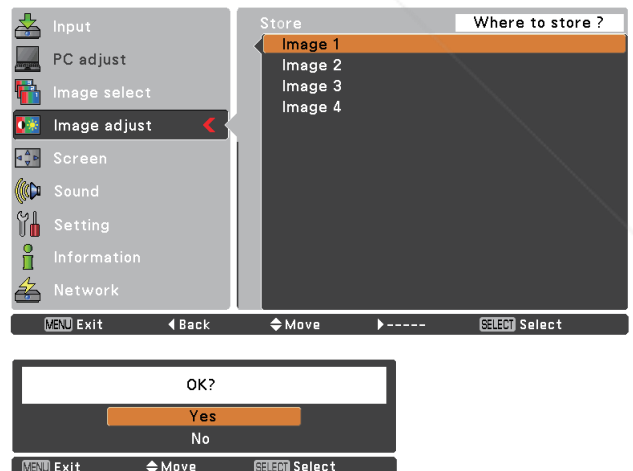 Input
PC adjust
Image select
Image adjust
Screen
Sound
Setting
Information
Network
Store
Where to store ?
Image 1
Image 2
Image 3
Image 4
MENU Exit ◀Back Move ▶----- SELECT Select
OK?
Yes
No
MENU Exit Move SELECT Select